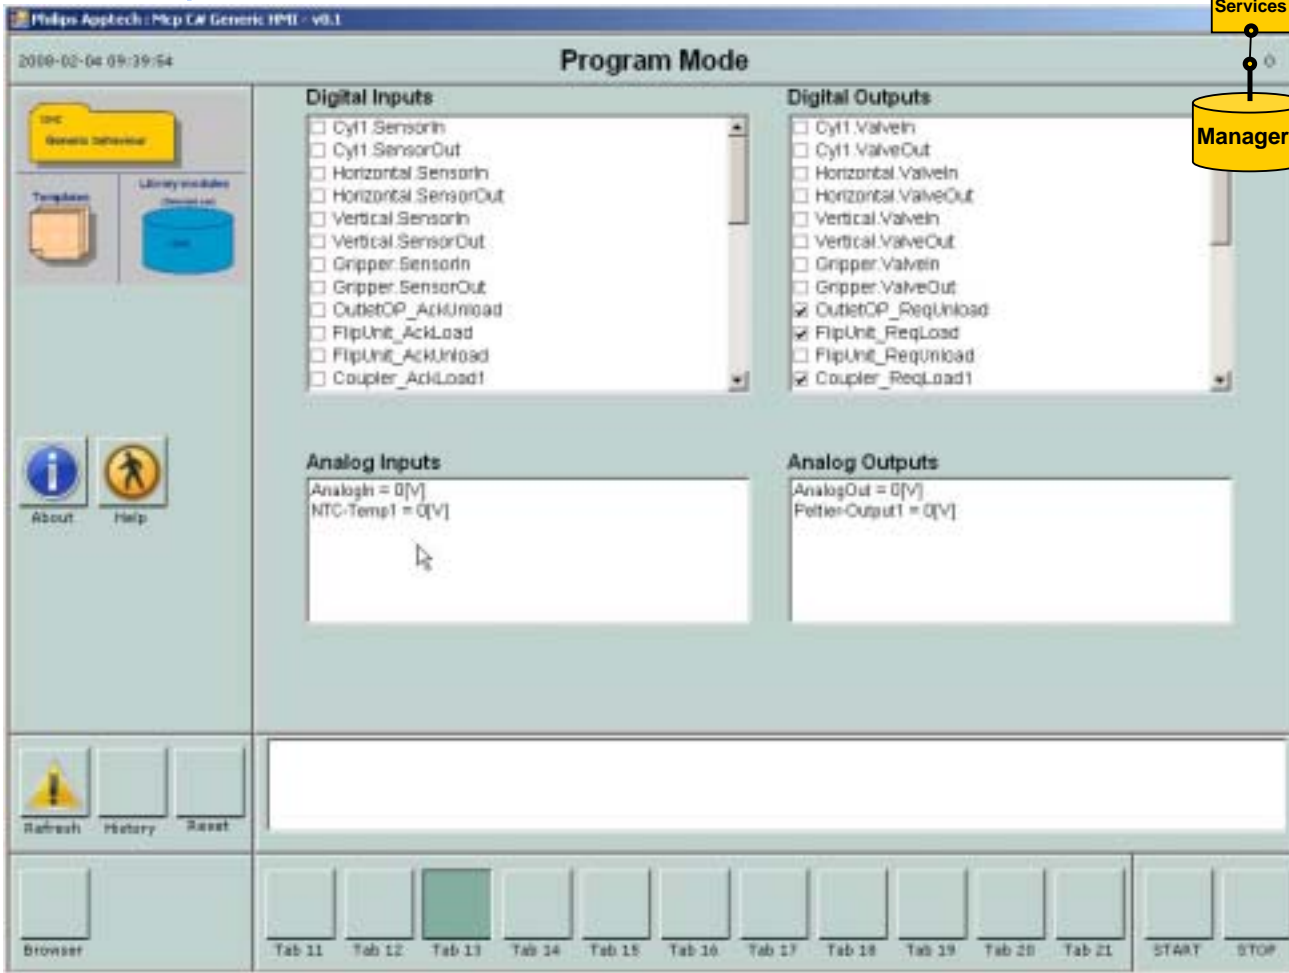 Services
Philips Apptech : Mcp C# Generic HMI - v0.1
2008-02-04 09:39:54
Program Mode
Manager
Generic behaviour
Templates
Library modules
Digital Inputs
Cyl1.SensorIn
Cyl1.SensorOut
Horizontal.SensorIn
Horizontal.SensorOut
Vertical.SensorIn
Vertical.SensorOut
Gripper.SensorIn
Gripper.SensorOut
OutletOP_AckUnload
FlipUnit_AckLoad
FlipUnit_AckUnload
Coupler_AckLoad1
Digital Outputs
Cyl1.ValveIn
Cyl1.ValveOut
Horizontal.ValveIn
Horizontal.ValveOut
Vertical.ValveIn
Vertical.ValveOut
Gripper.ValveIn
Gripper.ValveOut
OutletOP_ReqUnload
FlipUnit_ReqLoad
FlipUnit_ReqUnload
Coupler_ReqLoad1
About
Help
Analog Inputs
AnalogIn = 0[V]
NTC-Temp1 = 0[V]
Analog Outputs
AnalogOut = 0[V]
Peltier-Output1 = 0[V]
Refresh
History
Reset
Browser
Tab 11
Tab 12
Tab 13
Tab 14
Tab 15
Tab 16
Tab 17
Tab 18
Tab 19
Tab 20
Tab 21
START
STOP